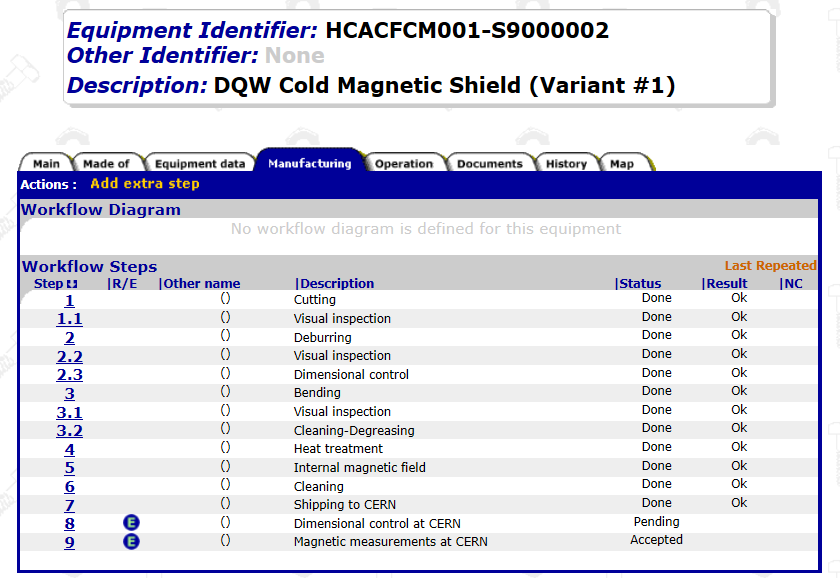 Equipment Identifier: HCACFCM001-S9000002
Other Identifier: None
Description: DQW Cold Magnetic Shield (Variant #1)
Main Made of Equipment data Manufacturing Operation Documents History Map
Actions : Add extra step
Workflow Diagram
No workflow diagram is defined for this equipment
Workflow Steps Last Repeated
Step |R/E |Other name |Description |Status |Result |NC
1 () Cutting Done Ok
1.1 () Visual inspection Done Ok
2 () Deburring Done Ok
2.2 () Visual inspection Done Ok
2.3 () Dimensional control Done Ok
3 () Bending Done Ok
3.1 () Visual inspection Done Ok
3.2 () Cleaning-Degreasing Done Ok
4 () Heat treatment Done Ok
5 () Internal magnetic field Done Ok
6 () Cleaning Done Ok
7 () Shipping to CERN Done Ok
8 E () Dimensional control at CERN Pending
9 E () Magnetic measurements at CERN Accepted